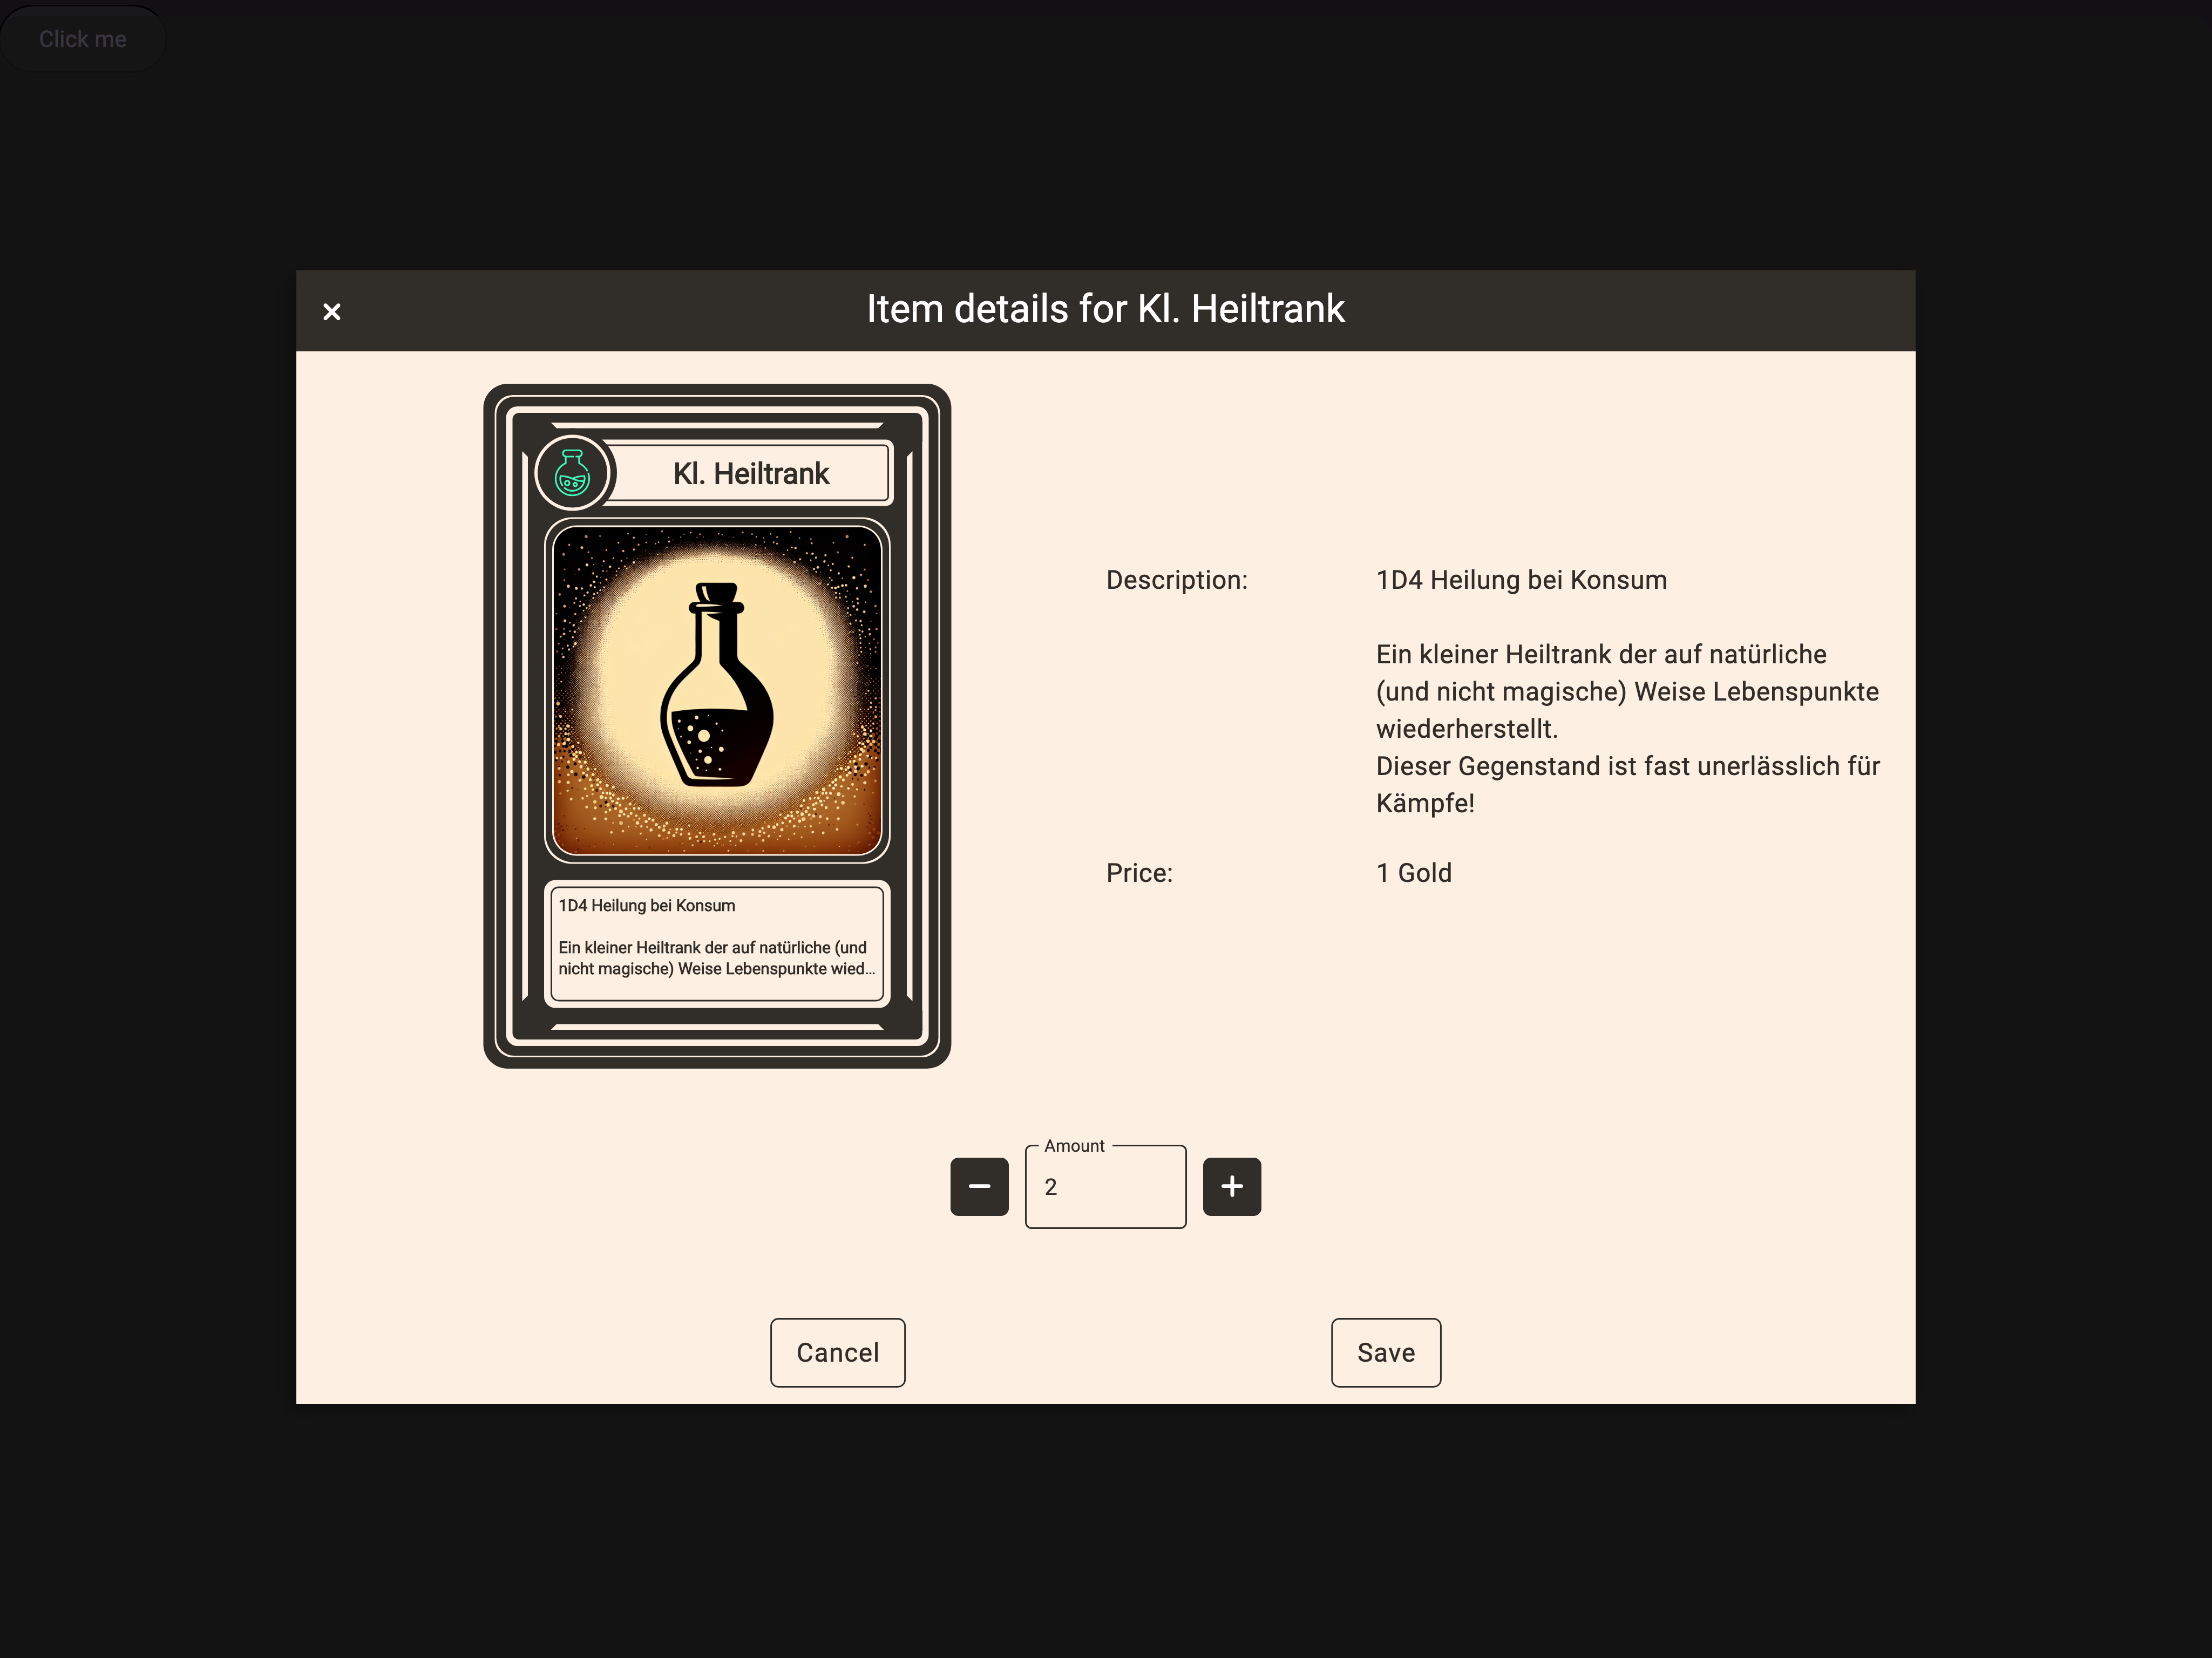 Click me
Item details for Kl. Heiltrank
Kl. Heiltrank
1D4 Heilung bei Konsum
Ein kleiner Heiltrank der auf natürliche (und
nicht magische) Weise Lebenspunkte wied...
Description:
1D4 Heilung bei Konsum
Ein kleiner Heiltrank der auf natürliche
(und nicht magische) Weise Lebenspunkte
wiederherstellt.
Dieser Gegenstand ist fast unerlässlich für
Kämpfe!
Price:
1 Gold
Amount
2
Cancel
Save